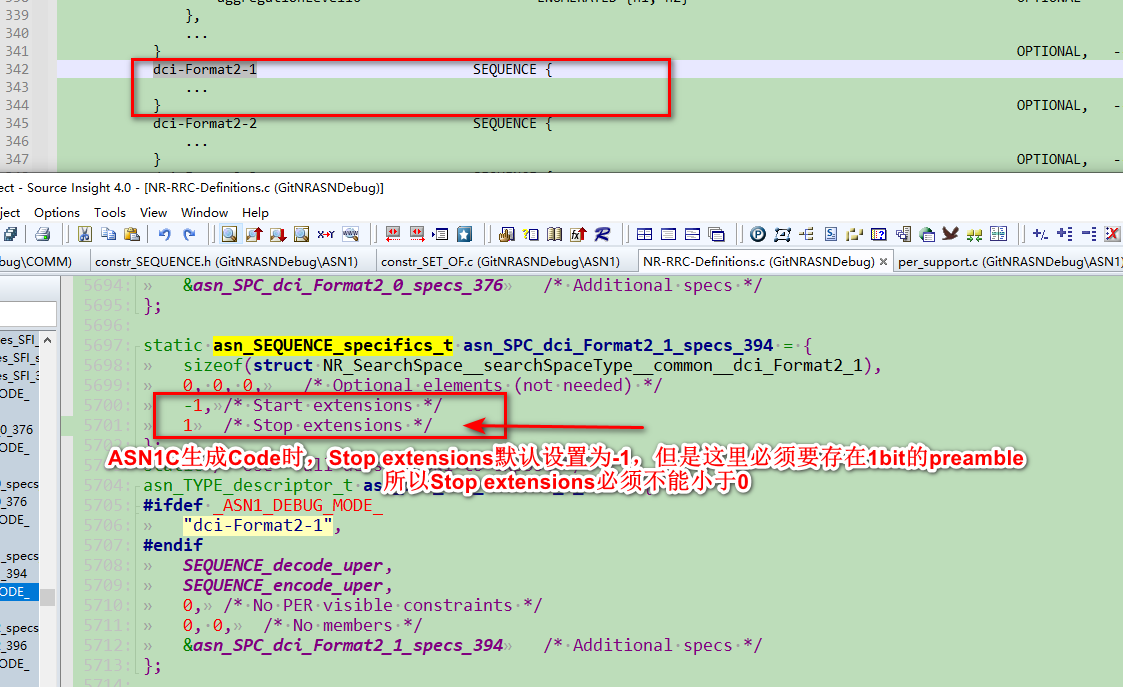 339 },
340 ...
341 } OPTIONAL, -
342 dci-Format2-1 SEQUENCE {
343 ...
344 } OPTIONAL, -
345 dci-Format2-2 SEQUENCE {
346 ...
347 } OPTIONAL, -
ect - Source Insight 4.0 - [NR-RRC-Definitions.c (GitNRASNDebug)]
ject Options Tools View Window Help
bug\COMM) constr_SEQUENCE.h (GitNRASNDebug\ASN1) constr_SET_OF.c (GitNRASNDebug\ASN1) NR-RRC-Definitions.c (GitNRASNDebug) × per_support.c (GitNRASNDebug\ASN1)
5694: » &asn_SPC_dci_Format2_0_specs_376» /* Additional specs */
5695: };
5696:
5697: static asn_SEQUENCE_specifics_t asn_SPC_dci_Format2_1_specs_394 = {
5698: » sizeof(struct NR_SearchSpace__searchSpaceType__common__dci_Format2_1),
5699: » 0, 0, 0,» /* Optional elements (not needed) */
5700: » -1,» /* Start extensions */
5701: » 1» /* Stop extensions */
ASN1C生成Code时，Stop extensions默认设置为-1，但是这里必须要存在1bit的preamble
所以Stop extensions必须不能小于0
5704: asn_TYPE_descriptor_t
5705: #ifdef _ASN1_DEBUG_MODE_
5706: » "dci-Format2-1",
5707: #endif
5708: » SEQUENCE_decode_uper,
5709: » SEQUENCE_encode_uper,
5710: » 0,» /* No PER visible constraints */
5711: » 0, 0,» /* No members */
5712: » &asn_SPC_dci_Format2_1_specs_394» /* Additional specs */
5713: };
5714:
es_SFI_
es_SFI_s
es_SFI_3
ODE_
0_376
ODE_
_specs
_376
ODE_
_specs
_394
ODE_
_specs
_396
ODE_